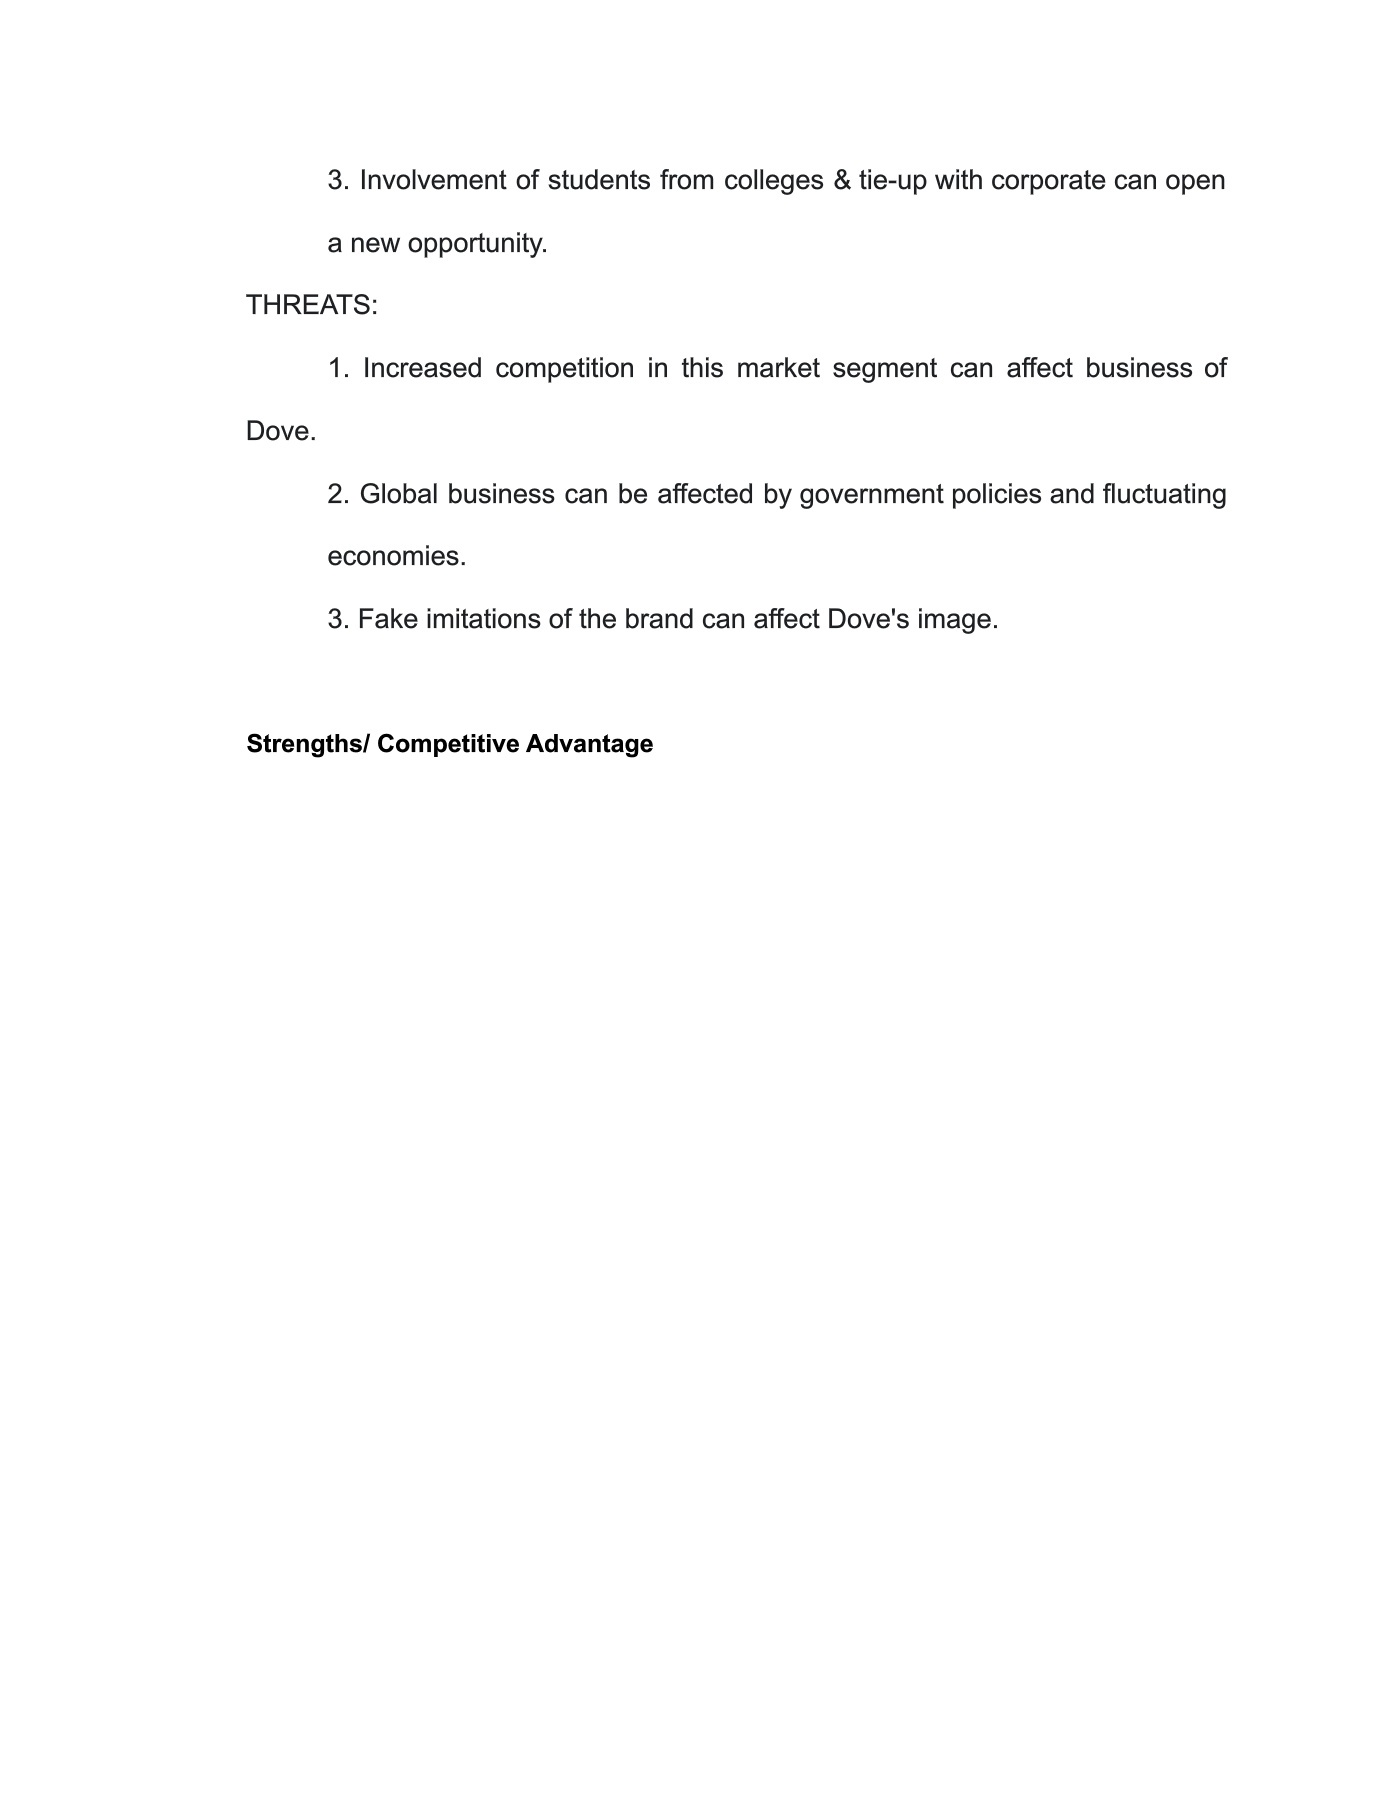 3. Involvement of students from colleges & tie-up with corporate can open
a new opportunity.
THREATS:
1. Increased competition in this market segment can affect business of
Dove.
2. Global business can be affected by government policies and fluctuating
economies.
3. Fake imitations of the brand can affect Dove's image.
Strengths/ Competitive Advantage